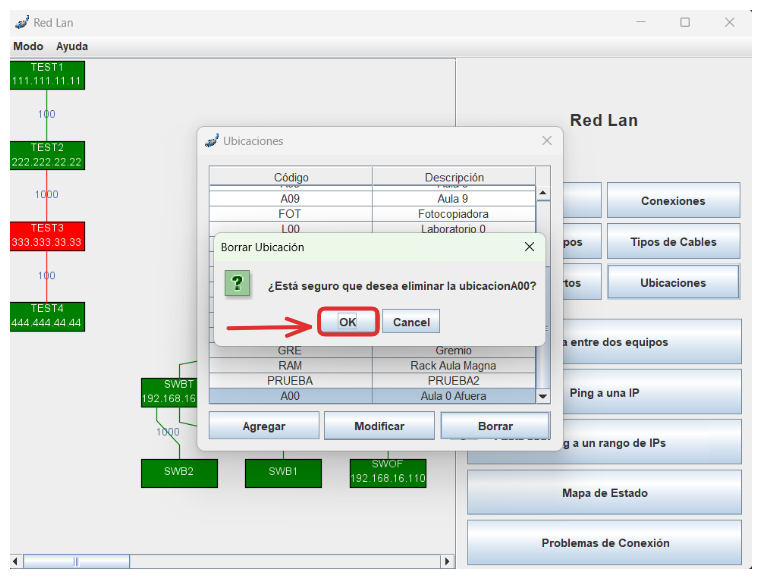 Red Lan
Modo Ayuda
TEST1
111.111.11.11
100
TEST2
222.222.22.22
1000
TEST3
333.333.33.33
100
TEST4
444.444.44.44
SWBT
192.168.16
1000
SWB2
SWB1
SWOF
192.168.16.110
Ubicaciones
Código Descripción
A09 Aula 9
FOT Fotocopiadora
L00 Laboratorio 0
Borrar Ubicación
¿Está seguro que desea eliminar la ubicacionA00?
OK Cancel
GRE Gremio
RAM Rack Aula Magna
PRUEBA PRUEBA2
A00 Aula 0 Afuera
Agregar Modificar Borrar
Red Lan
Conexiones
pos Tipos de Cables
rtos Ubicaciones
a entre dos equipos
Ping a una IP
g a un rango de IPs
Mapa de Estado
Problemas de Conexión